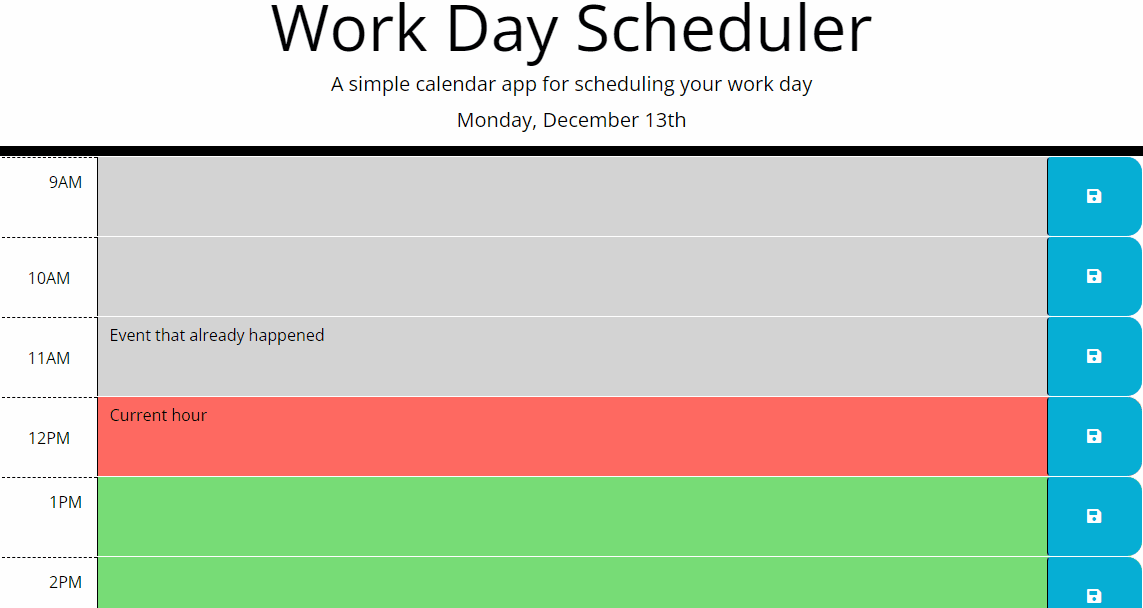 Work Day Scheduler
A simple calendar app for scheduling your work day
Monday, December 13th
9AM
10AM
11AM
Event that already happened
12PM
Current hour
1PM
2PM